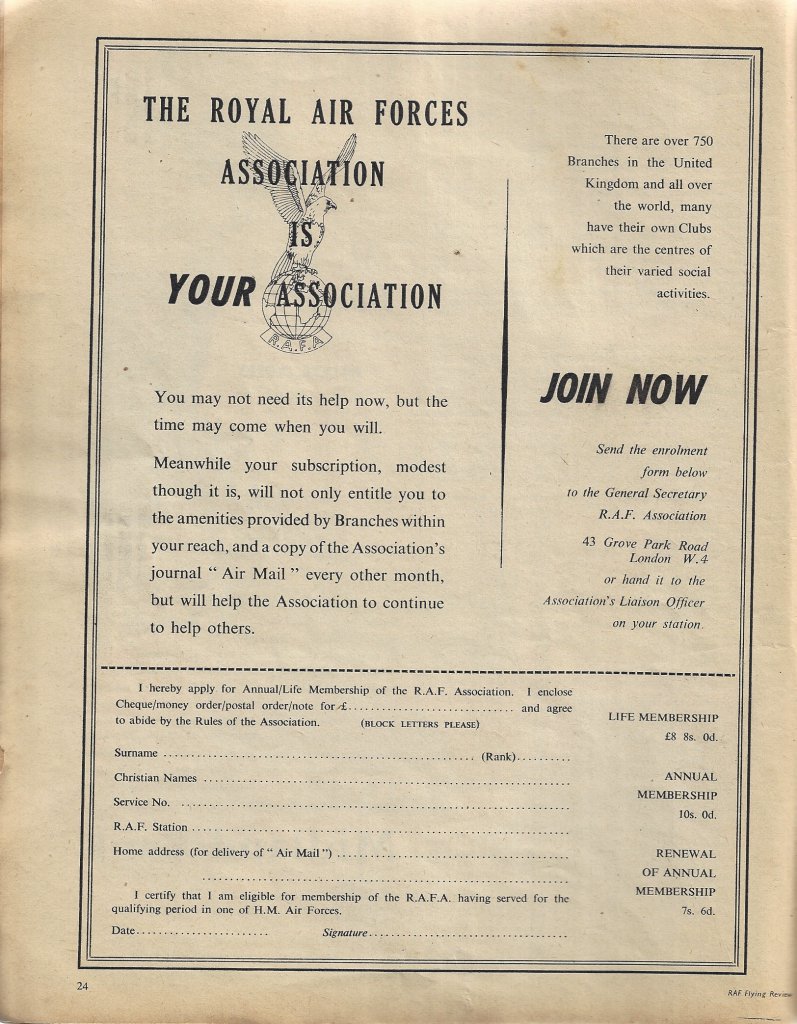 THE ROYAL AIR FORCES
ASSOCIATION
IS
YOUR ASSOCIATION
R.A.F.A
You may not need its help now, but the
time may come when you will.
Meanwhile your subscription, modest
though it is, will not only entitle you to
the amenities provided by Branches within
your reach, and a copy of the Association's
journal " Air Mail " every other month,
but will help the Association to continue
to help others.
There are over 750
Branches in the United
Kingdom and all over
the world, many
have their own Clubs
which are the centres of
their varied social
activities.
JOIN NOW
Send the enrolment
form below
to the General Secretary
R.A.F. Association
43 Grove Park Road
London W.4
or hand it to the
Association's Liaison Officer
on your station.
I hereby apply for Annual/Life Membership of the R.A.F. Association. I enclose
Cheque/money order/postal order/note for £.................................. and agree
to abide by the Rules of the Association. (BLOCK LETTERS PLEASE)
Surname ................................................................ (Rank)..........
Christian Names ................................................................
Service No. ................................................................
R.A.F. Station ................................................................
Home address (for delivery of " Air Mail ") ........................................
................................................................
I certify that I am eligible for membership of the R.A.F.A. having served for the
qualifying period in one of H.M. Air Forces.
Date........................ Signature........................................
LIFE MEMBERSHIP
£8 8s. 0d.
ANNUAL
MEMBERSHIP
10s. 0d.
RENEWAL
OF ANNUAL
MEMBERSHIP
7s. 6d.
24
RAF Flying Review